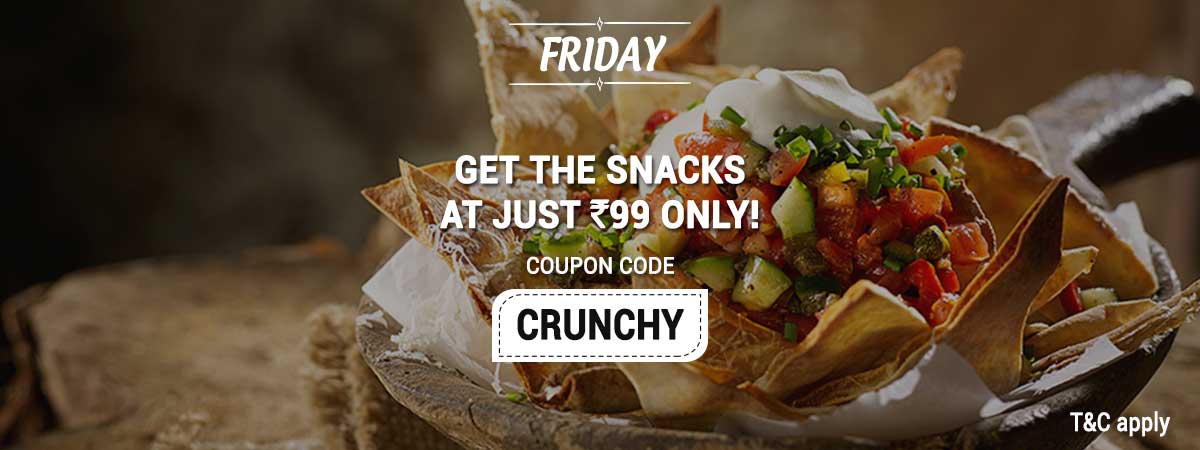 FRIDAY
GET THE SNACKS
AT JUST ₹99 ONLY!
COUPON CODE
CRUNCHY
T&C apply